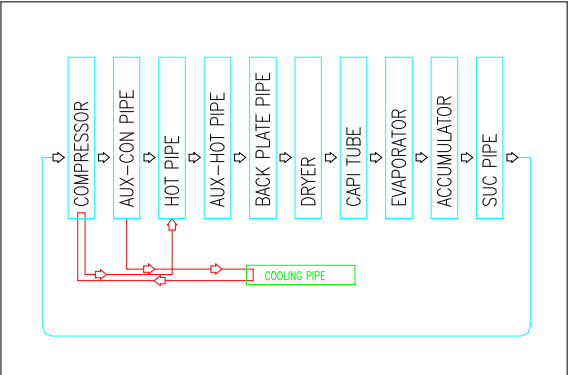 COMPRESSOR
AUX-CON PIPE
HOT PIPE
AUX-HOT PIPE
BACK PLATE PIPE
DRYER
CAPI TUBE
EVAPORATOR
ACCUMULATOR
SUC PIPE
COOLING PIPE